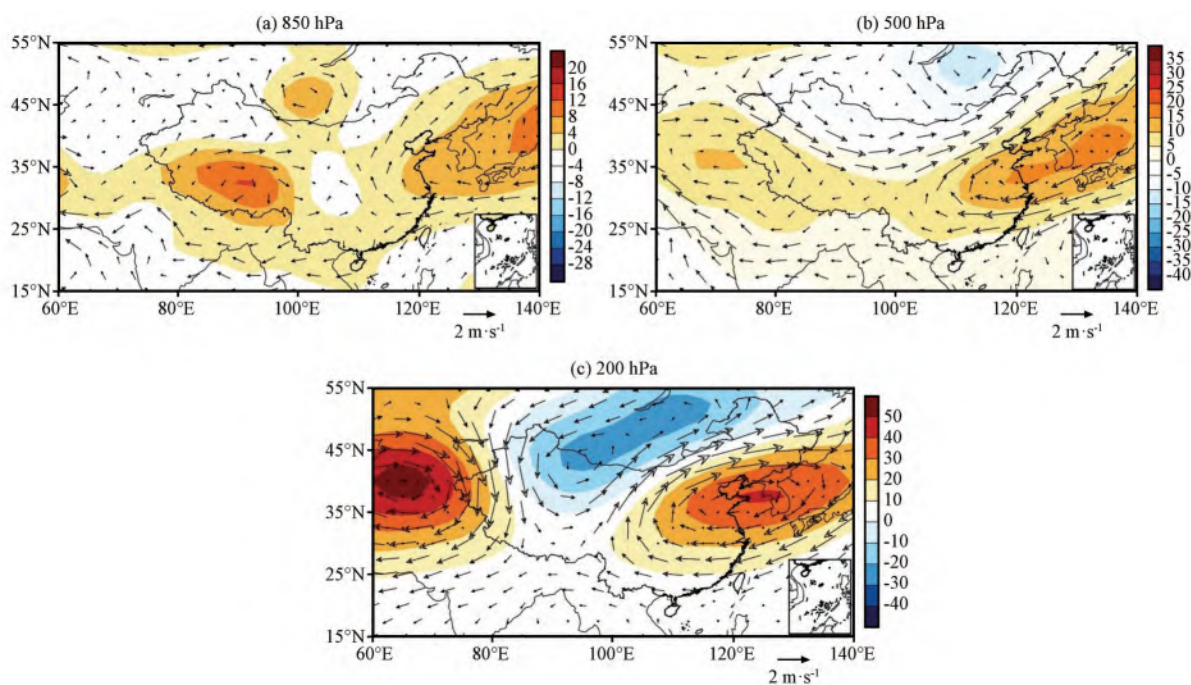 (a) 850 hPa
55°N
45°N
35°N
25°N
15°N
60°E
80°E
100°E
120°E
140°E
2 m·s⁻¹
20
16
12
8
4
0
-4
-8
-12
-16
-20
-24
-28
(b) 500 hPa
55°N
45°N
35°N
25°N
15°N
60°E
80°E
100°E
120°E
140°E
2 m·s⁻¹
35
30
25
20
15
10
5
0
-5
-10
-15
-20
-25
-30
-35
-40
(c) 200 hPa
55°N
45°N
35°N
25°N
15°N
60°E
80°E
100°E
120°E
140°E
2 m·s⁻¹
50
40
30
20
10
0
-10
-20
-30
-40